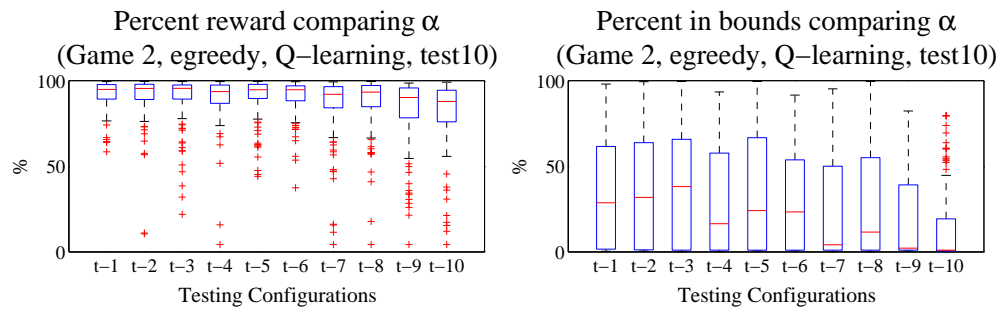 Percent reward comparing α
(Game 2, egreedy, Q−learning, test10)
100
50
0
%
t−1 t−2 t−3 t−4 t−5 t−6 t−7 t−8 t−9 t−10
Testing Configurations
Percent in bounds comparing α
(Game 2, egreedy, Q−learning, test10)
100
50
0
%
t−1 t−2 t−3 t−4 t−5 t−6 t−7 t−8 t−9 t−10
Testing Configurations